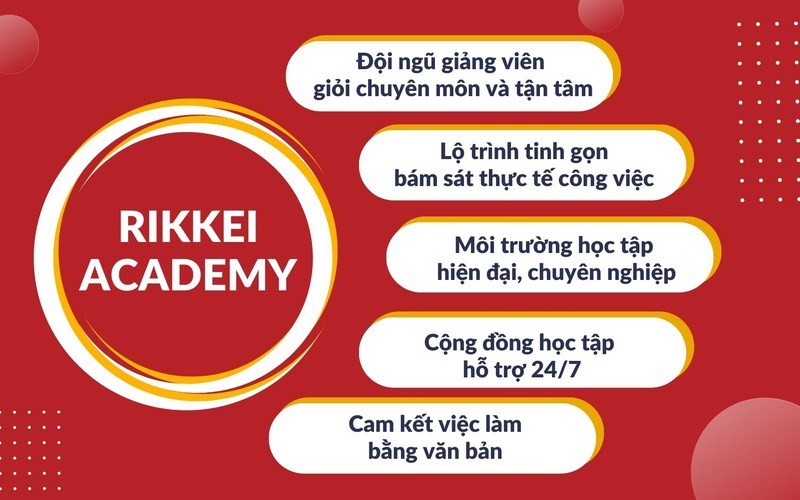 RIKKEI
ACADEMY
Đội ngũ giảng viên
giỏi chuyên môn và tận tâm
Lộ trình tinh gọn
bám sát thực tế công việc
Môi trường học tập
hiện đại, chuyên nghiệp
Cộng đồng học tập
hỗ trợ 24/7
Cam kết việc làm
bằng văn bản